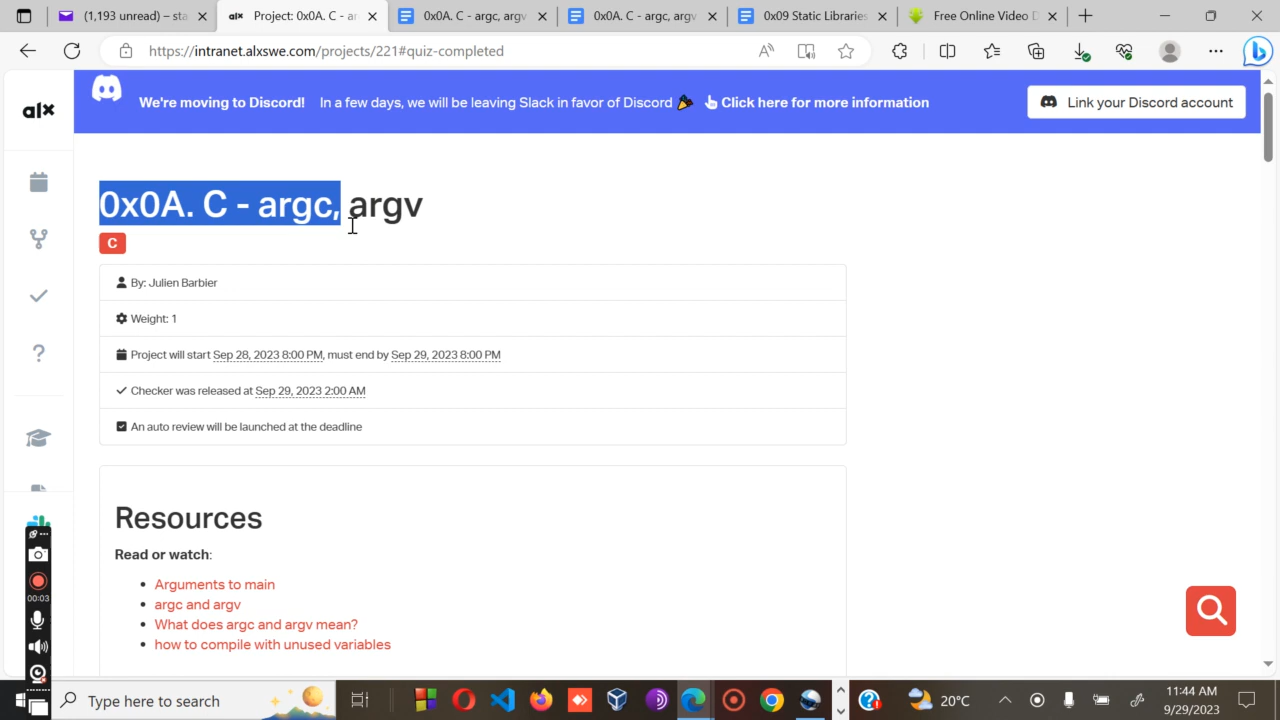 (1,193 unread) – sta
Project: 0x0A. C - ar
0x0A. C - argc, argv
0x0A. C - argc, argv
0x09 Static Libraries
Free Online Video D
https://intranet.alxswe.com/projects/221#quiz-completed
alx
We're moving to Discord! In a few days, we will be leaving Slack in favor of Discord 🎉 👆 Click here for more information
Link your Discord account
0x0A. C - argc, argv
C
By: Julien Barbier
Weight: 1
Project will start Sep 28, 2023 8:00 PM, must end by Sep 29, 2023 8:00 PM
Checker was released at Sep 29, 2023 2:00 AM
An auto review will be launched at the deadline
Resources
Read or watch:
Arguments to main
argc and argv
What does argc and argv mean?
how to compile with unused variables
00:03
Type here to search
20°C
11:44 AM
9/29/2023